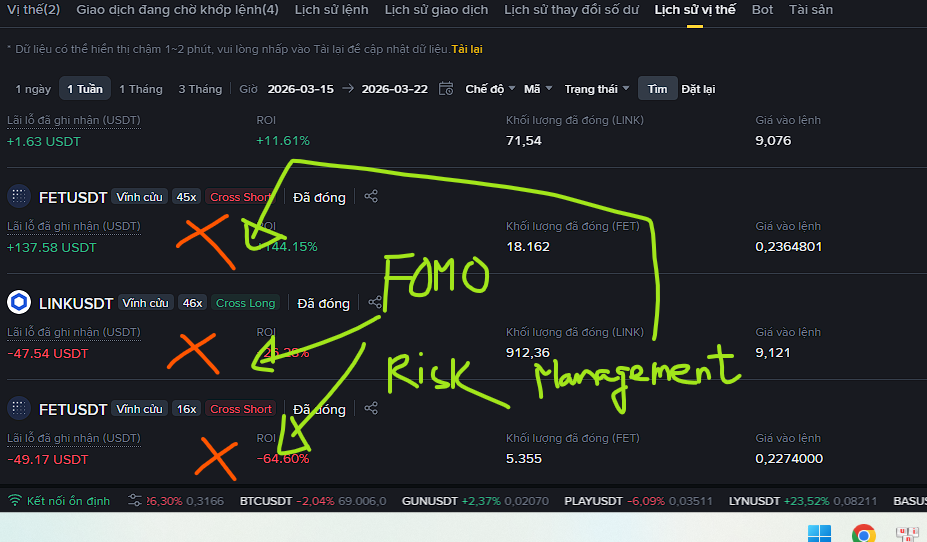 Vị thế(2) Giao dịch đang chờ khớp lệnh(4) Lịch sử lệnh Lịch sử giao dịch Lịch sử thay đổi số dư Lịch sử vị thế Bot Tài sản
* Dữ liệu có thể hiển thị chậm 1~2 phút, vui lòng nhấp vào Tải lại để cập nhật dữ liệu. Tải lại
1 ngày 1 Tuần 1 Tháng 3 Tháng Giờ 2026-03-15 → 2026-03-22 Chế độ Mã Trạng thái Tìm Đặt lại
Lãi lỗ đã ghi nhận (USDT) ROI Khối lượng đã đóng (LINK) Giá vào lệnh
+1.63 USDT +11.61% 71,54 9,076
FETUSDT Vĩnh cửu 45x Cross Short Đã đóng
Lãi lỗ đã ghi nhận (USDT) ROI Khối lượng đã đóng (FET) Giá vào lệnh
+137.58 USDT +144.15% 18.162 0,2364801
FOMO
LINKUSDT Vĩnh cửu 46x Cross Long Đã đóng
Lãi lỗ đã ghi nhận (USDT) ROI Khối lượng đã đóng (LINK) Giá vào lệnh
-47.54 USDT 912,36 9,121
Risk Management
FETUSDT Vĩnh cửu 16x Cross Short Đã đóng
Lãi lỗ đã ghi nhận (USDT) ROI Khối lượng đã đóng (FET) Giá vào lệnh
-49.17 USDT -64.60% 5.355 0,2274000
Kết nối ổn định 26,30% 0,3166 BTCUSDT -2,04% 69.006,0 GUNUSDT +2,37% 0,02070 PLAYUSDT -6,09% 0,03511 LYNUSDT +23,52% 0,08211 BASUS